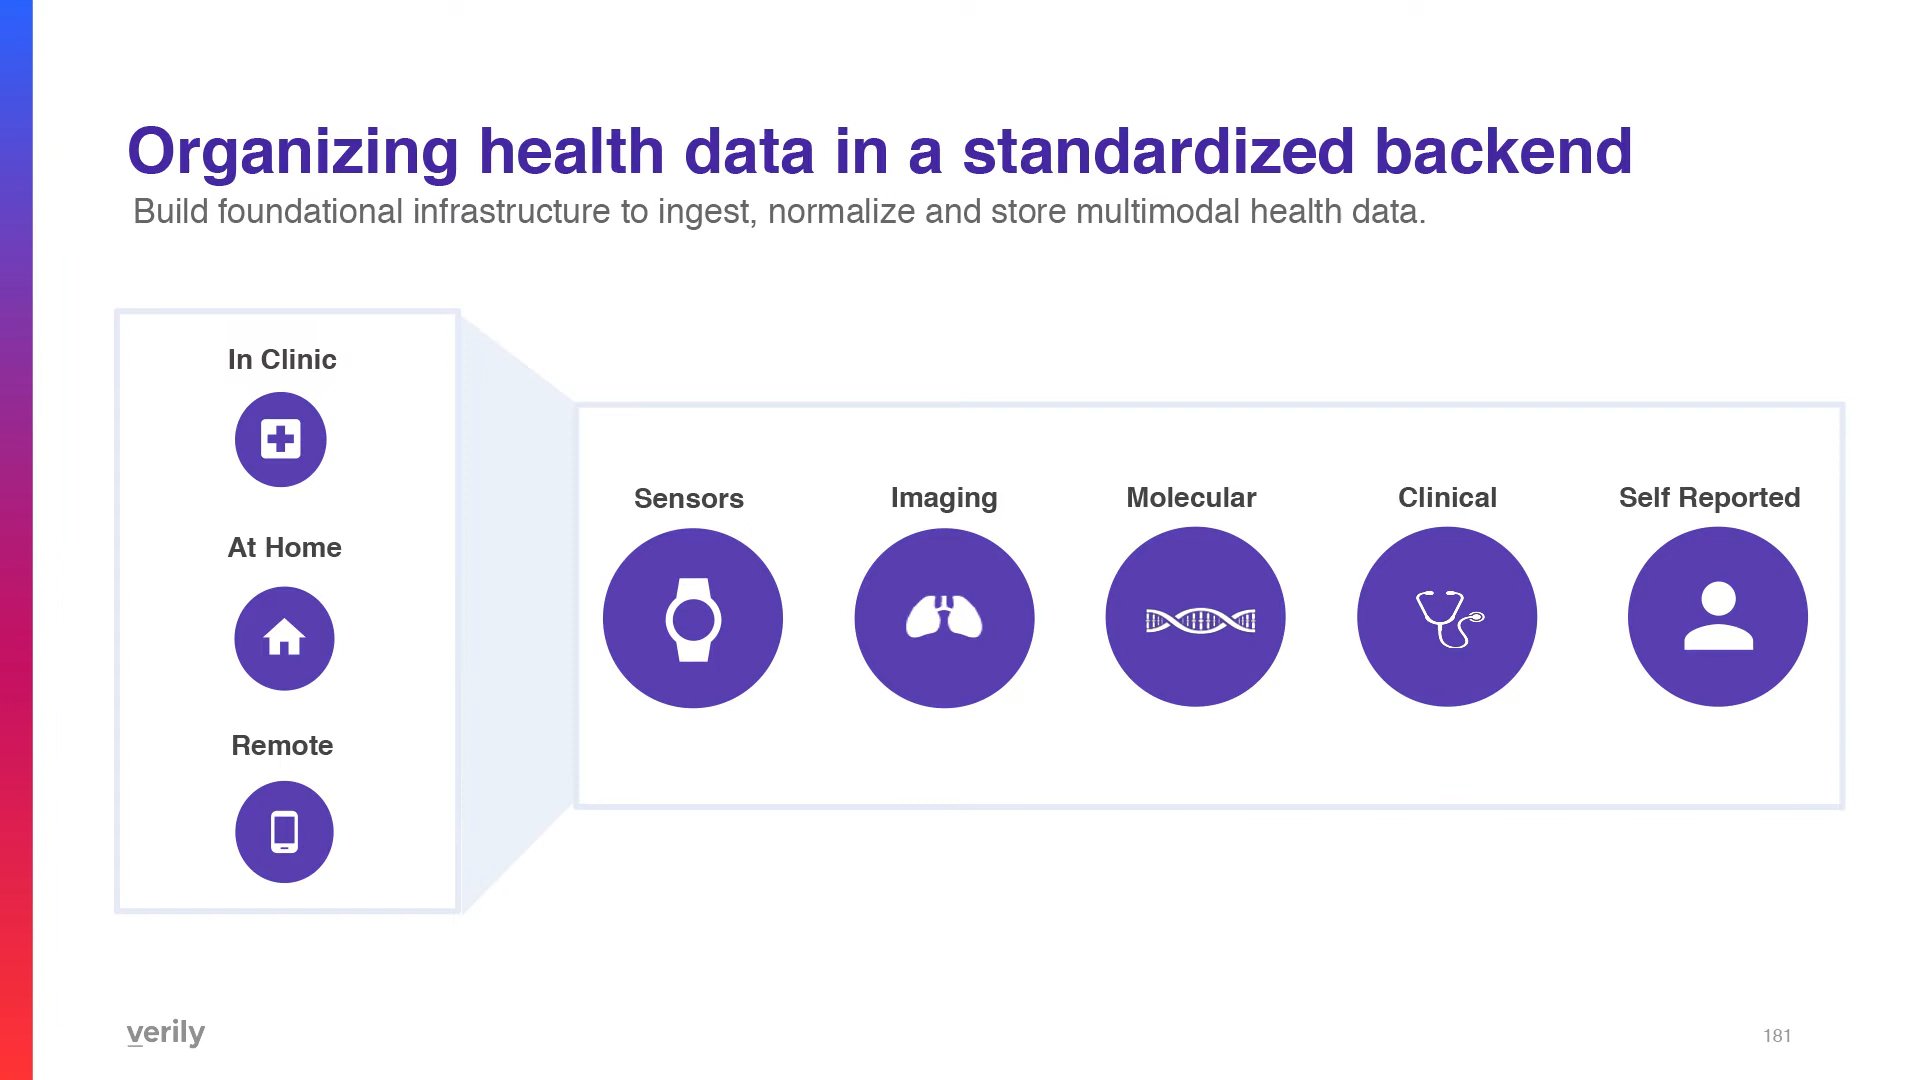 Organizing health data in a standardized backend
Build foundational infrastructure to ingest, normalize and store multimodal health data.
In Clinic
At Home
Remote
Sensors
Imaging
Molecular
Clinical
Self Reported
verily
181